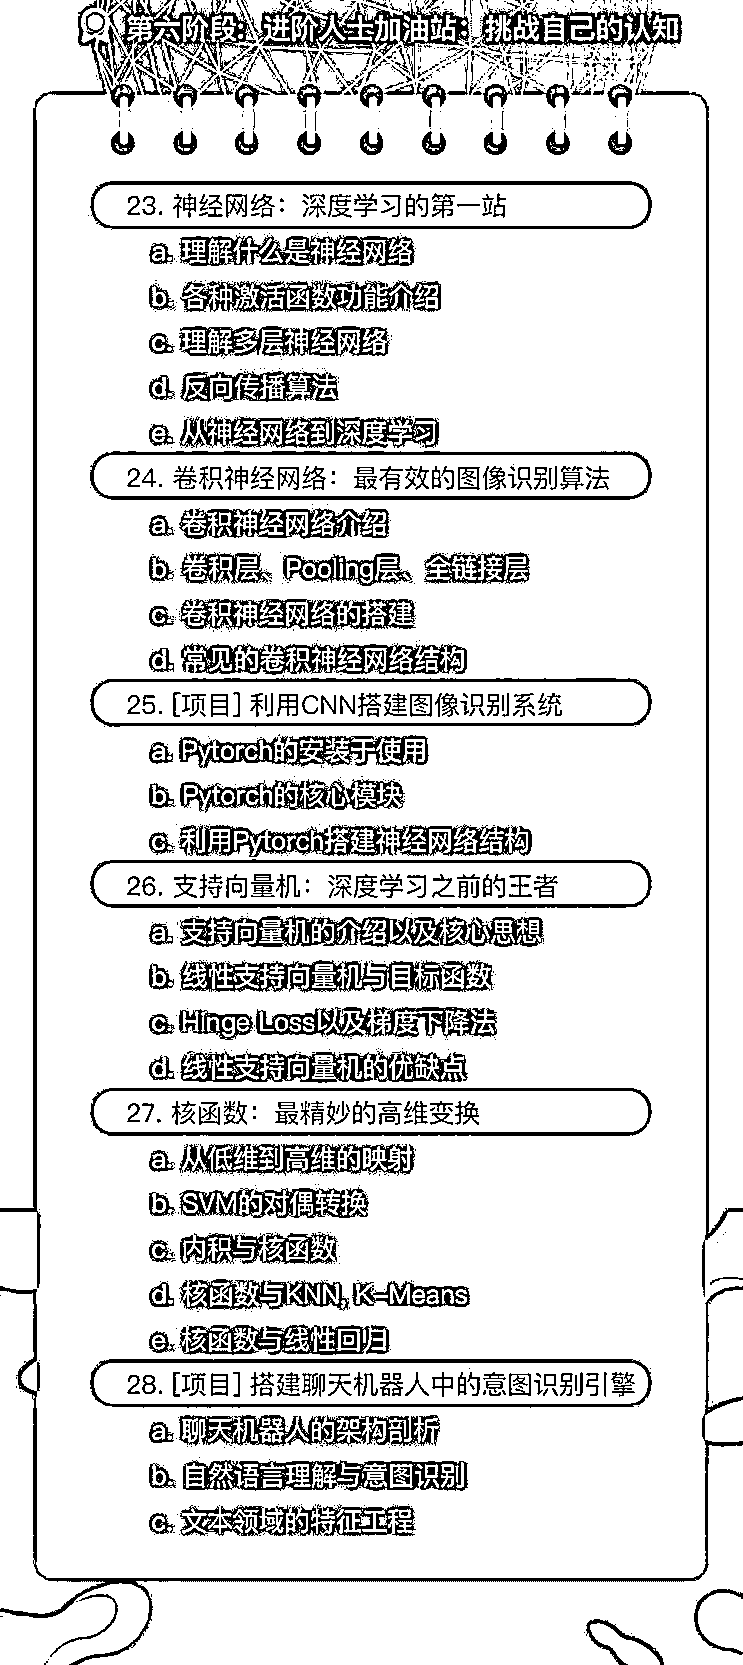 第六阶段：进阶人士加油站：挑战自己的认知
23. 神经网络：深度学习的第一站
a. 理解什么是神经网络
b. 各种激活函数功能介绍
c. 理解多层神经网络
d. 反向传播算法
e. 从神经网络到深度学习
24. 卷积神经网络：最有效的图像识别算法
a. 卷积神经网络介绍
b. 卷积层、Pooling层、全链接层
c. 卷积神经网络的搭建
d. 常见的卷积神经网络结构
25. [项目] 利用CNN搭建图像识别系统
a. Pytorch的安装于使用
b. Pytorch的核心模块
c. 利用Pytorch搭建神经网络结构
26. 支持向量机：深度学习之前的王者
a. 支持向量机的介绍以及核心思想
b. 线性支持向量机与目标函数
c. Hinge Loss以及梯度下降法
d. 线性支持向量机的优缺点
27. 核函数：最精妙的高维变换
a. 从低维到高维的映射
b. SVM的对偶转换
c. 内积与核函数
d. 核函数与KNN, K-Means
e. 核函数与线性回归
28. [项目] 搭建聊天机器人中的意图识别引擎
a. 聊天机器人的架构剖析
b. 自然语言理解与意图识别
c. 文本领域的特征工程